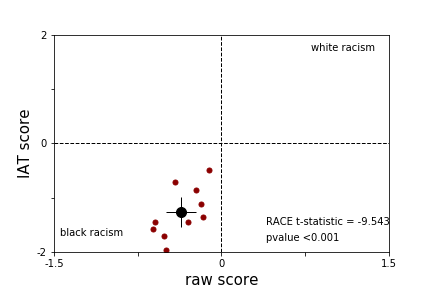 2
white racism
IAT score
0
RACE t-statistic = -9.543
black racism
pvalue <0.001
-2
-1.5
0
1.5
raw score